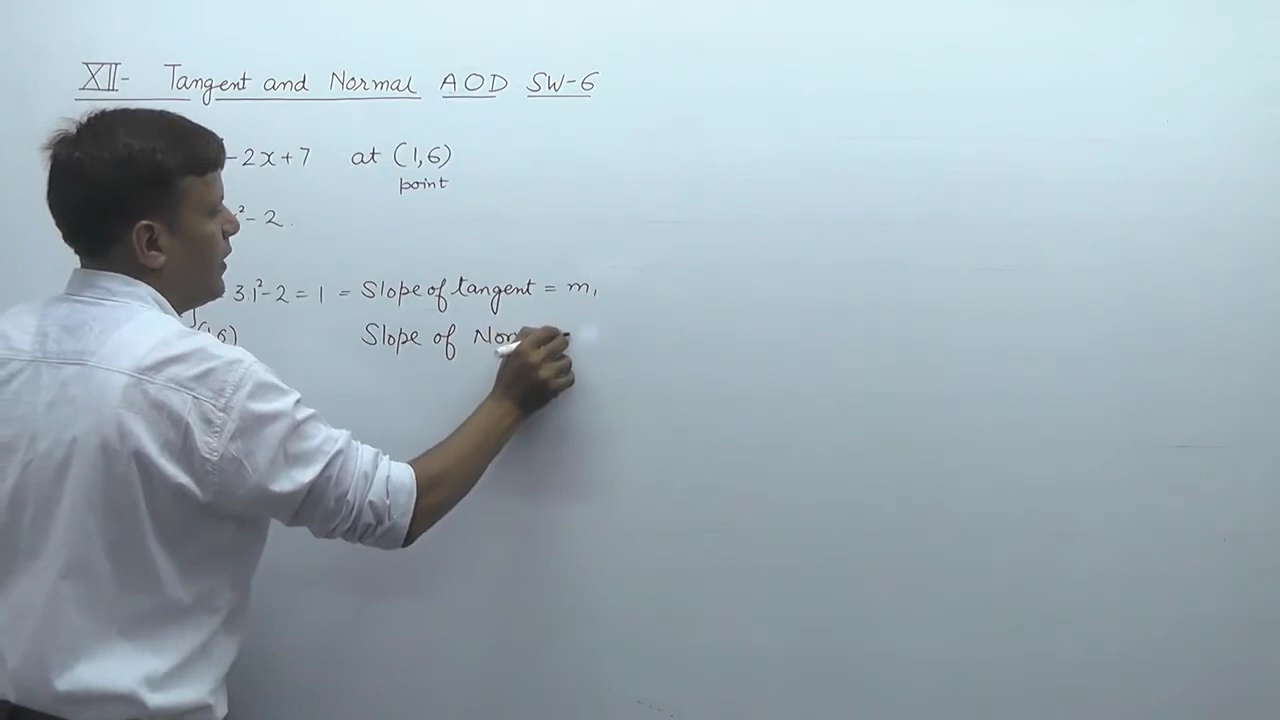 XII- Tangent and Normal AOD SW-6
-2x+7 at (1,6)
point
²-2
3.1²-2 = 1 = Slope of tangent = m₁
(1,6)
Slope of